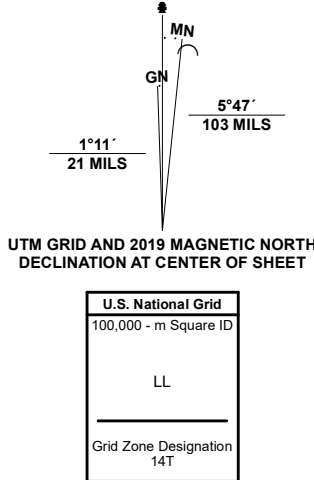 MN
GN
5°47´
103 MILS
1°11´
21 MILS
UTM GRID AND 2019 MAGNETIC NORTH
DECLINATION AT CENTER OF SHEET
U.S. National Grid
100,000 - m Square ID
LL
Grid Zone Designation
14T